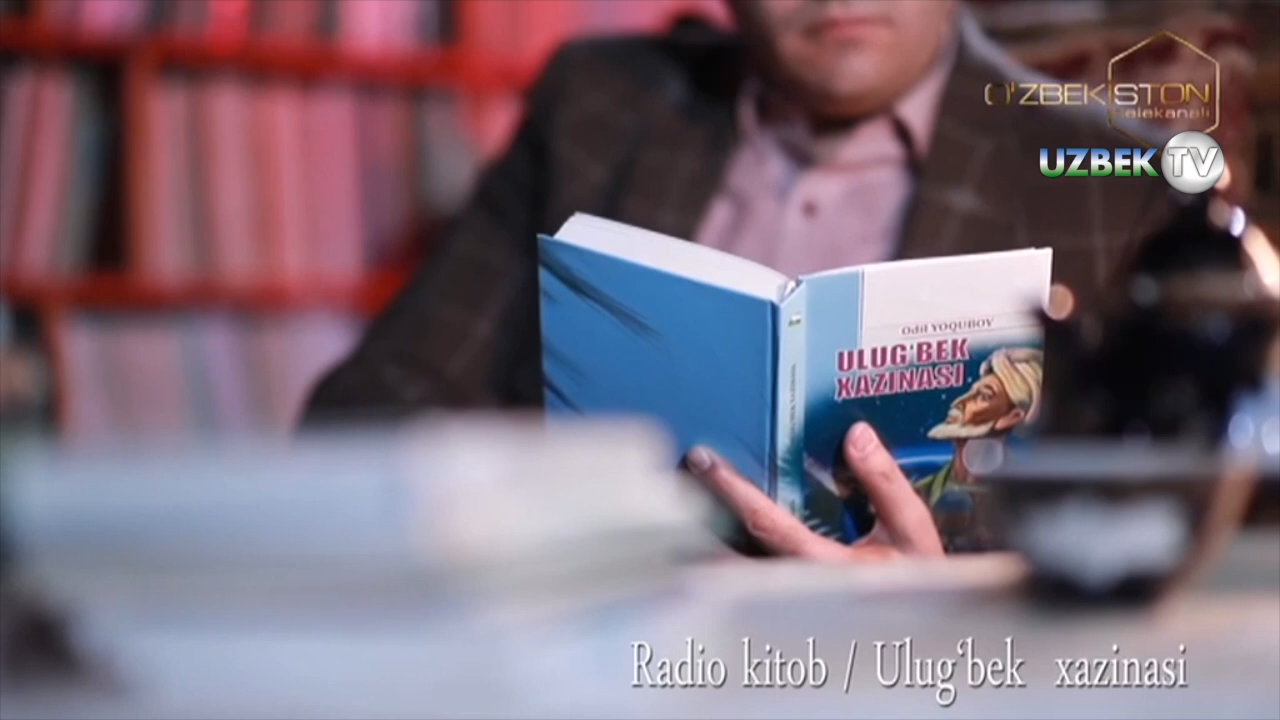 O'ZBEKISTON
Telekanali
UZBEK TV
Odil YOQUBOV
ULUG'BEK
XAZINASI
Radio kitob / Ulug‘bek xazinasi